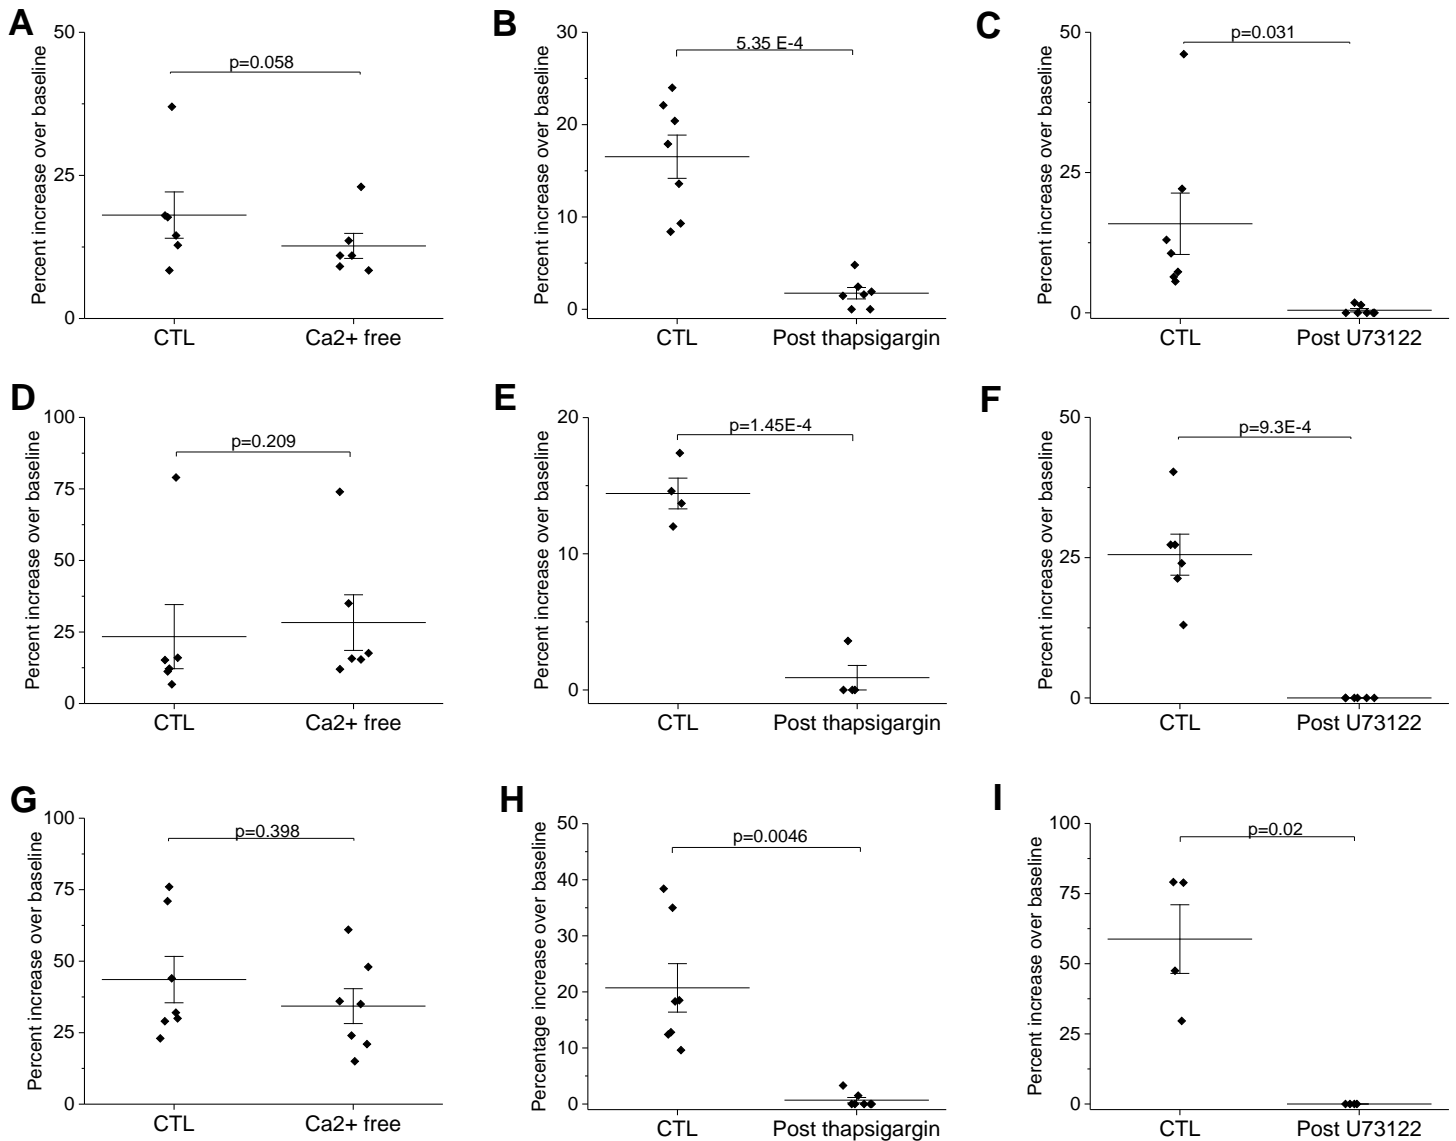 A
Percent increase over baseline
50
25
0
p=0.058
CTL
Ca2+ free
B
Percent increase over baseline
30
20
10
0
5.35 E-4
CTL
Post thapsigargin
C
Percent increase over baseline
50
25
0
p=0.031
CTL
Post U73122
D
Percent increase over baseline
100
75
50
25
0
p=0.209
CTL
Ca2+ free
E
Percent increase over baseline
20
10
0
p=1.45E-4
CTL
Post thapsigargin
F
Percent increase over baseline
50
25
0
p=9.3E-4
CTL
Post U73122
G
Percent increase over baseline
100
75
50
25
0
p=0.398
CTL
Ca2+ free
H
Percentage increase over baseline
50
40
30
20
10
0
p=0.0046
CTL
Post thapsigargin
I
Percent increase over baseline
100
75
50
25
0
p=0.02
CTL
Post U73122